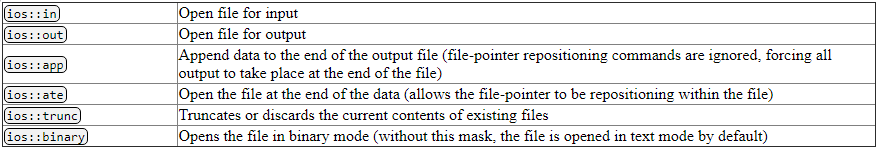 ios::in Open file for input
ios::out Open file for output
ios::app Append data to the end of the output file (file-pointer repositioning commands are ignored, forcing all
output to take place at the end of the file)
ios::ate Open the file at the end of the data (allows the file-pointer to be repositioning within the file)
ios::trunc Truncates or discards the current contents of existing files
ios::binary Opens the file in binary mode (without this mask, the file is opened in text mode by default)